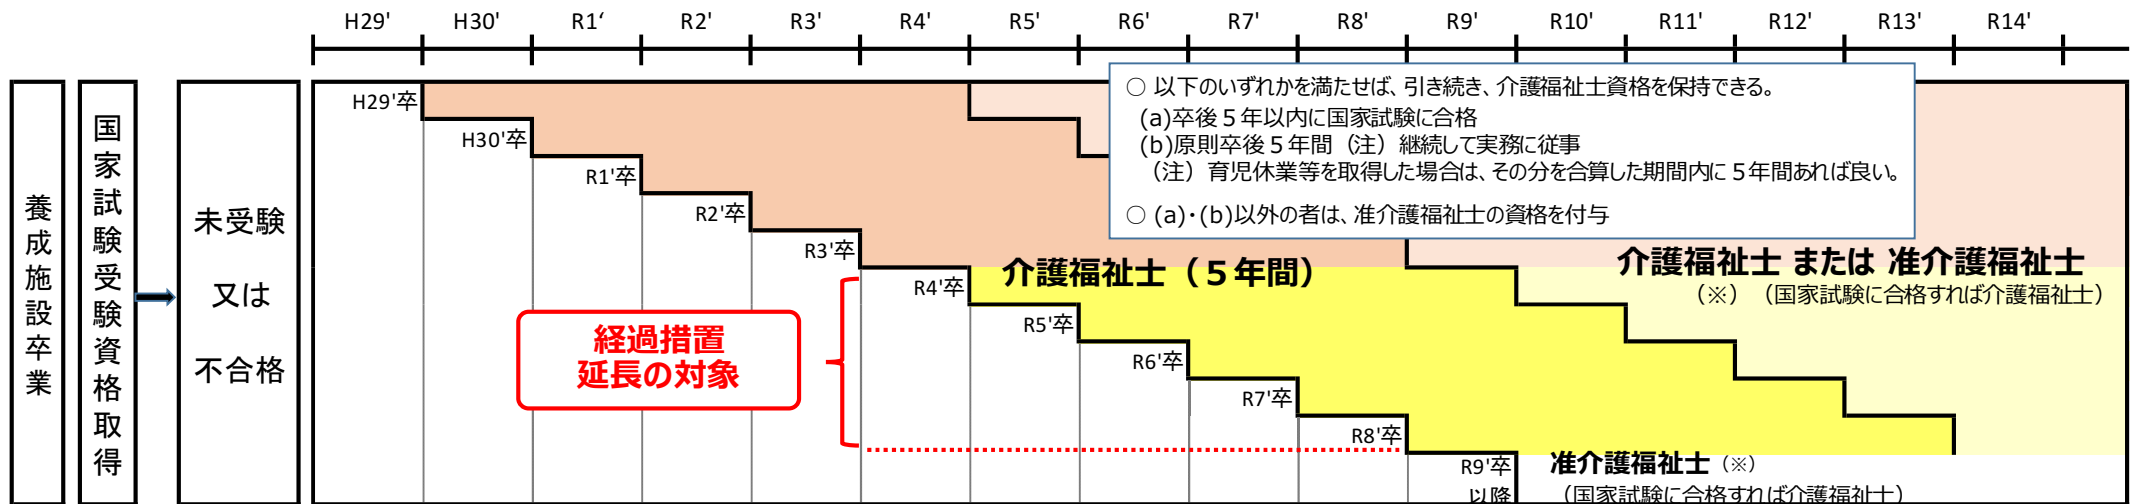 H29' H30' R1‘ R2' R3' R4' R5' R6' R7' R8' R9' R10' R11' R12' R13' R14'
養成施設卒業
国家試験受験資格取得
未受験
又は
不合格
H29'卒
H30'卒
R1'卒
R2'卒
R3'卒
R4'卒
R5'卒
R6'卒
R7'卒
R8'卒
R9'卒
以降
○ 以下のいずれかを満たせば、引き続き、介護福祉士資格を保持できる。
(a)卒後５年以内に国家試験に合格
(b)原則卒後５年間（注）継続して実務に従事
（注）育児休業等を取得した場合は、その分を合算した期間内に５年間あれば良い。
○ (a)・(b)以外の者は、准介護福祉士の資格を付与
介護福祉士（５年間）
介護福祉士 または 准介護福祉士
（※）（国家試験に合格すれば介護福祉士）
経過措置
延長の対象
准介護福祉士（※）
（国家試験に合格すれば介護福祉士）